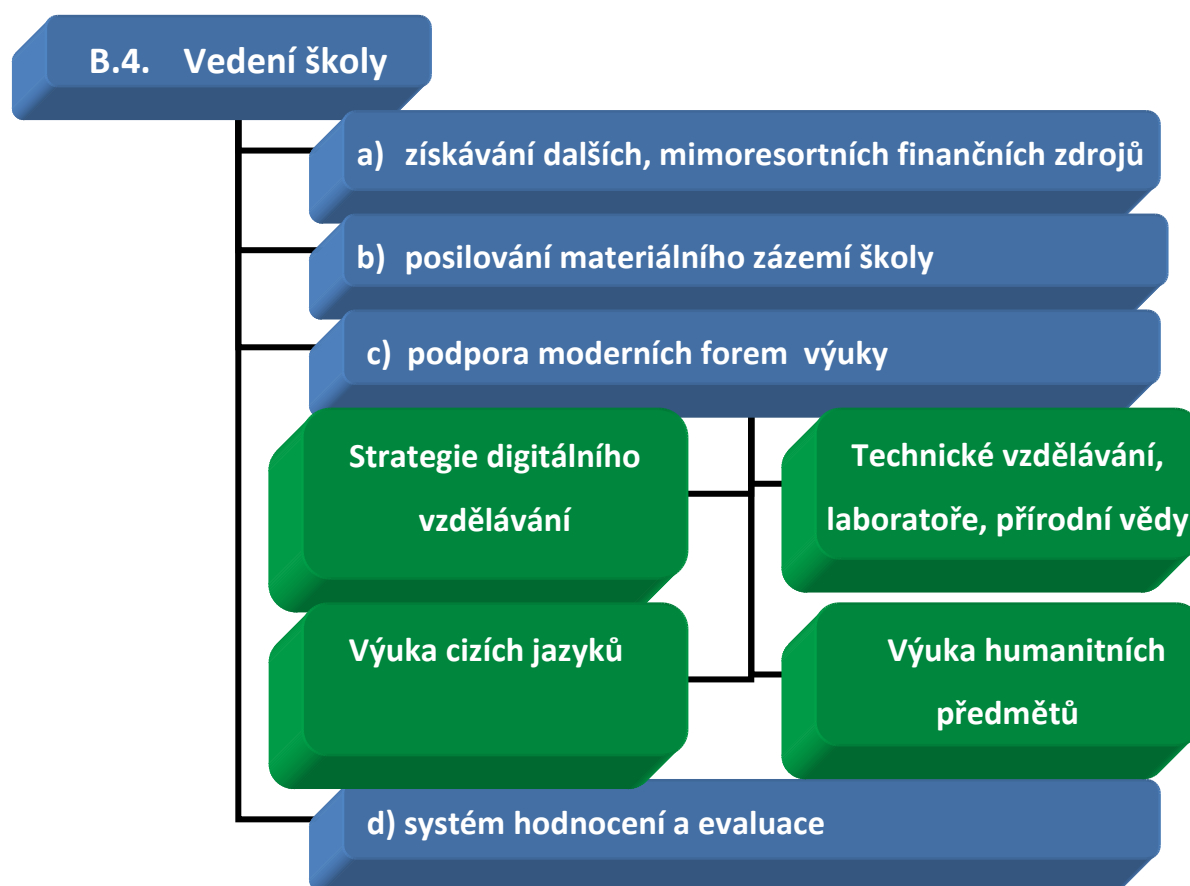 B.4. Vedení školy
a) získávání dalších, mimoresortních finančních zdrojů
b) posilování materiálního zázemí školy
c) podpora moderních forem výuky
Strategie digitálního
vzdělávání
Technické vzdělávání,
laboratoře, přírodní vědy
Výuka cizích jazyků
Výuka humanitních
předmětů
d) systém hodnocení a evaluace